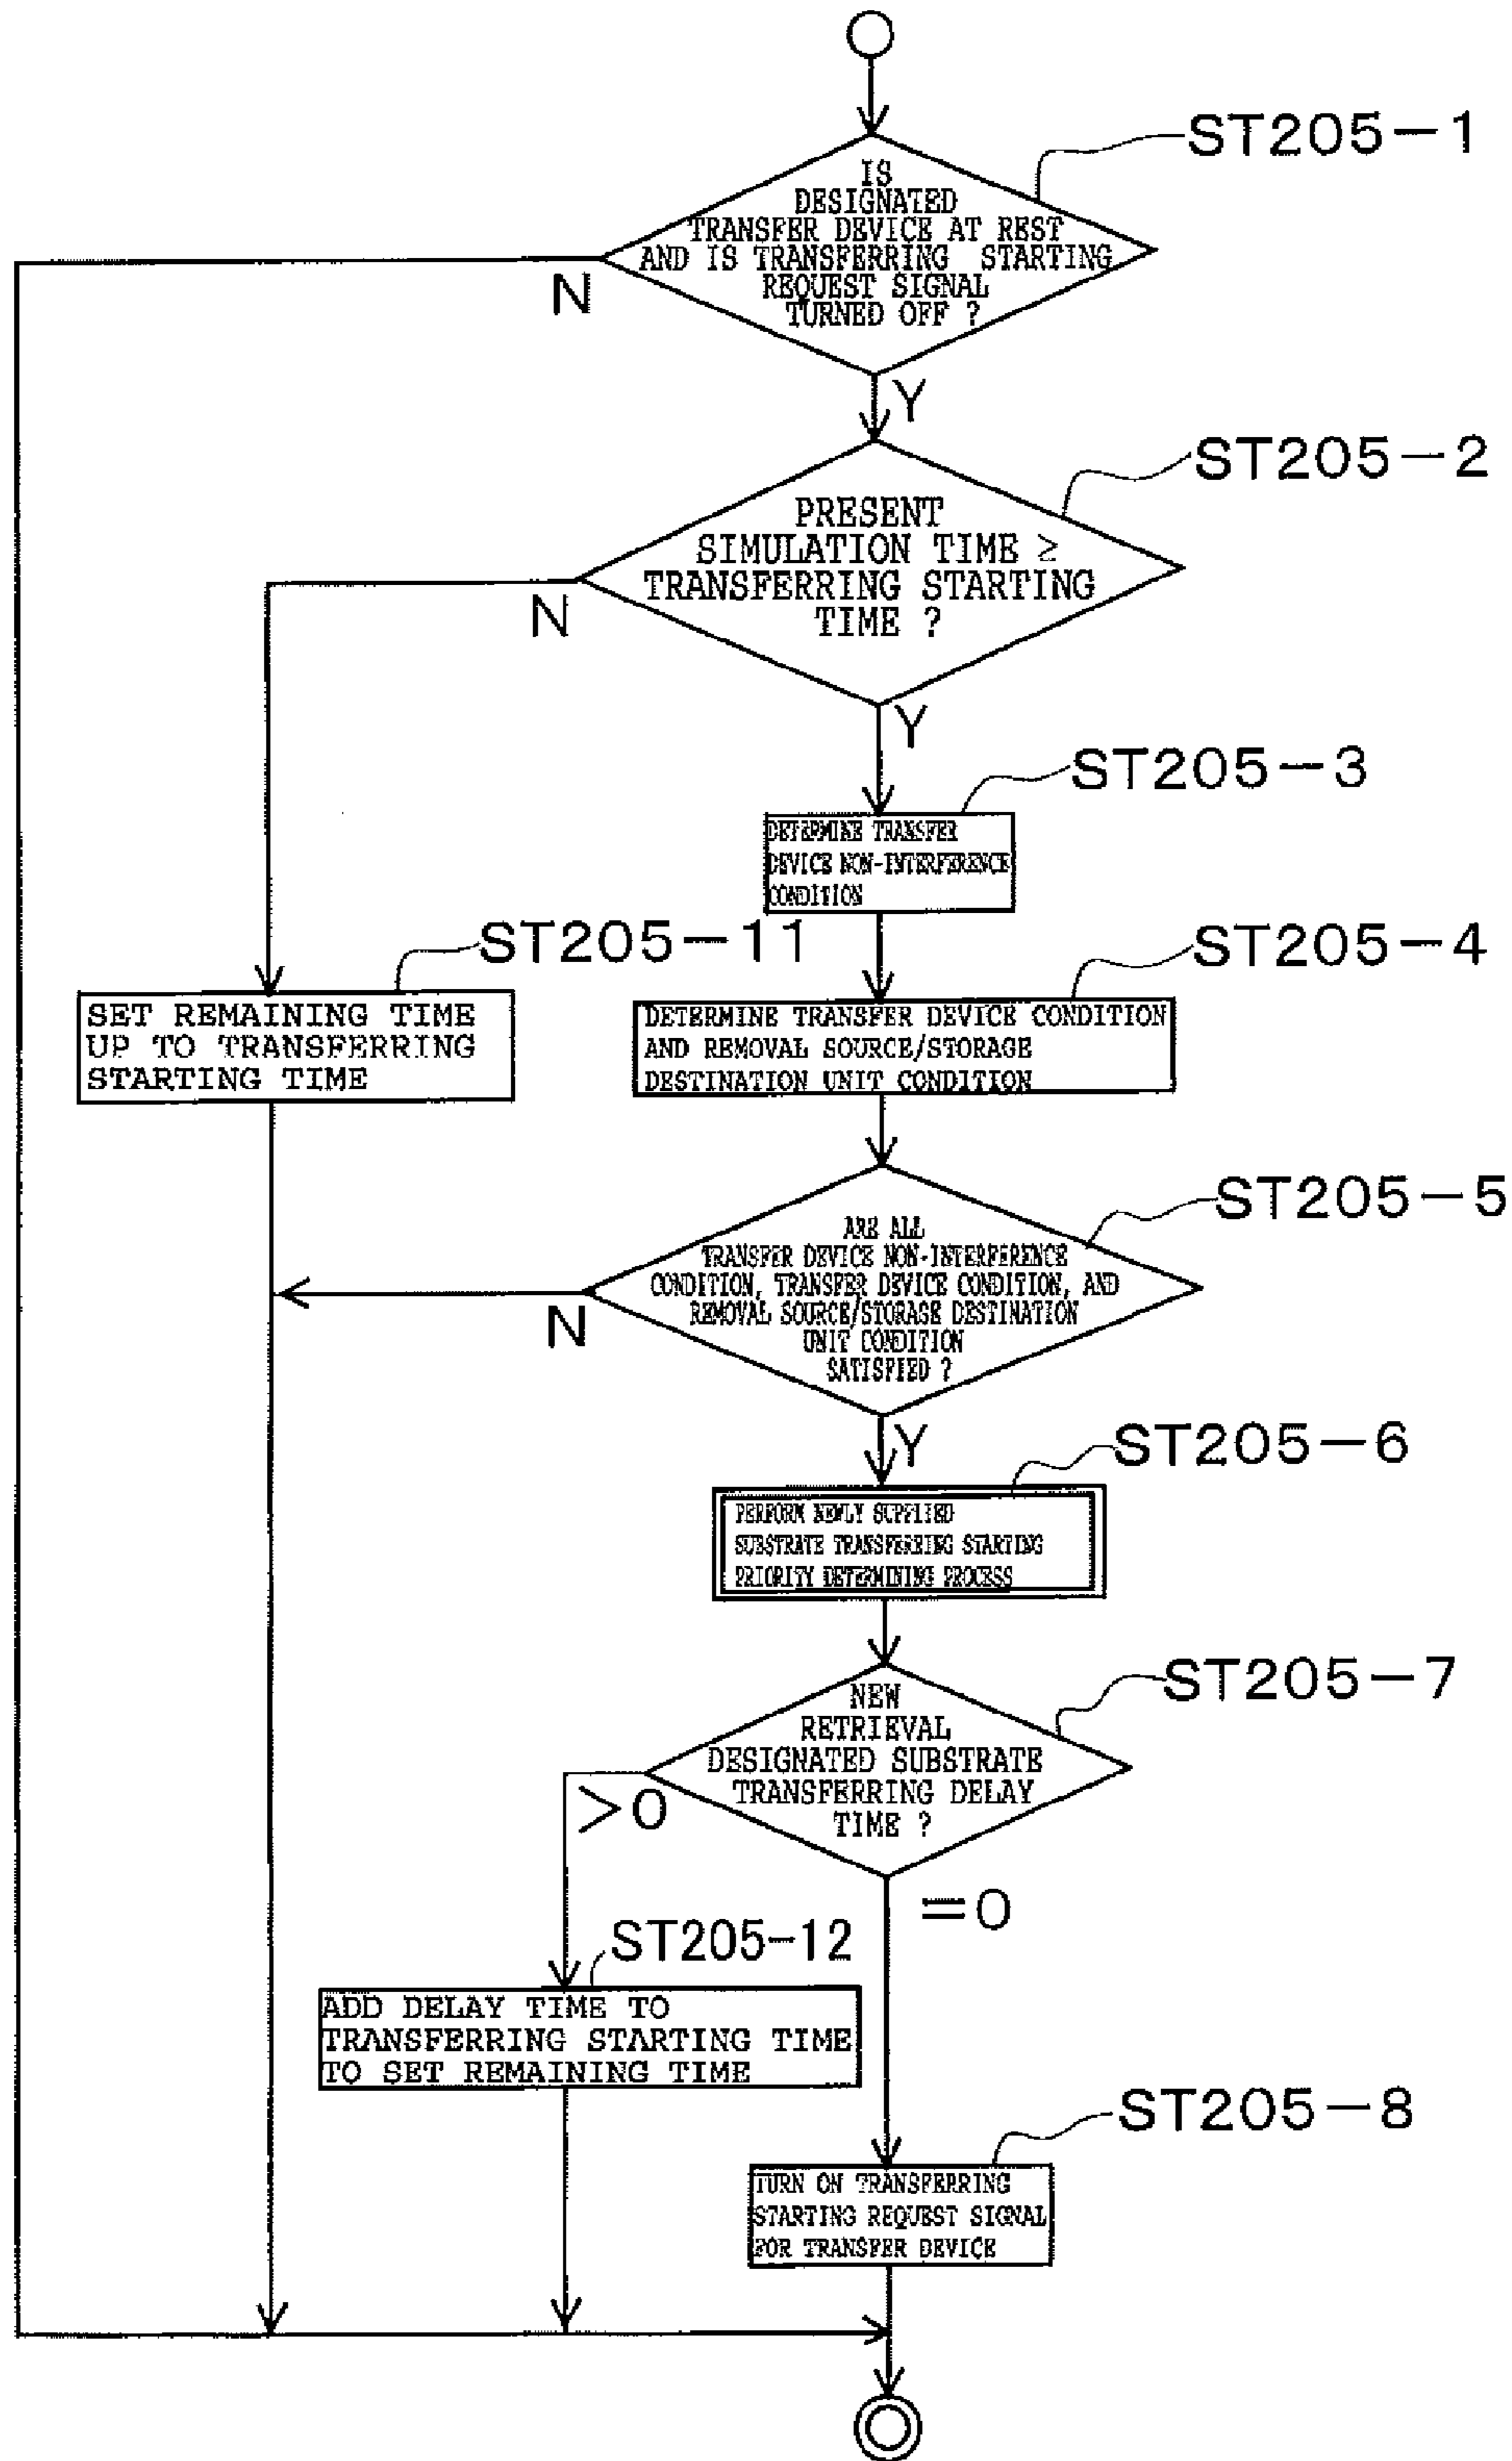 ST205-1
IS
DESIGNATED
TRANSFER DEVICE AT REST
AND IS TRANSFERRING STARTING
REQUEST SIGNAL
TURNED OFF ?
N
Y
ST205-2
PRESENT
SIMULATION TIME ≥
TRANSFERRING STARTING
TIME ?
N
Y
ST205-3
DETERMINE TRANSFER
DEVICE NON-INTERFERENCE
CONDITION
ST205-11
SET REMAINING TIME
UP TO TRANSFERRING
STARTING TIME
ST205-4
DETERMINE TRANSFER DEVICE CONDITION
AND REMOVAL SOURCE/STORAGE
DESTINATION UNIT CONDITION
ST205-5
ARE ALL
TRANSFER DEVICE NON-INTERFERENCE
CONDITION, TRANSFER DEVICE CONDITION, AND
REMOVAL SOURCE/STORAGE DESTINATION
UNIT CONDITION
SATISFIED ?
N
Y
ST205-6
PERFORM NEWLY SUPPLIED
SUBSTRATE TRANSFERRING STARTING
PRIORITY DETERMINING PROCESS
ST205-7
NEW
RETRIEVAL
DESIGNATED SUBSTRATE
TRANSFERRING DELAY
TIME ?
>0
=0
ST205-12
ADD DELAY TIME TO
TRANSFERRING STARTING TIME
TO SET REMAINING TIME
ST205-8
TURN ON TRANSFERRING
STARTING REQUEST SIGNAL
FOR TRANSFER DEVICE